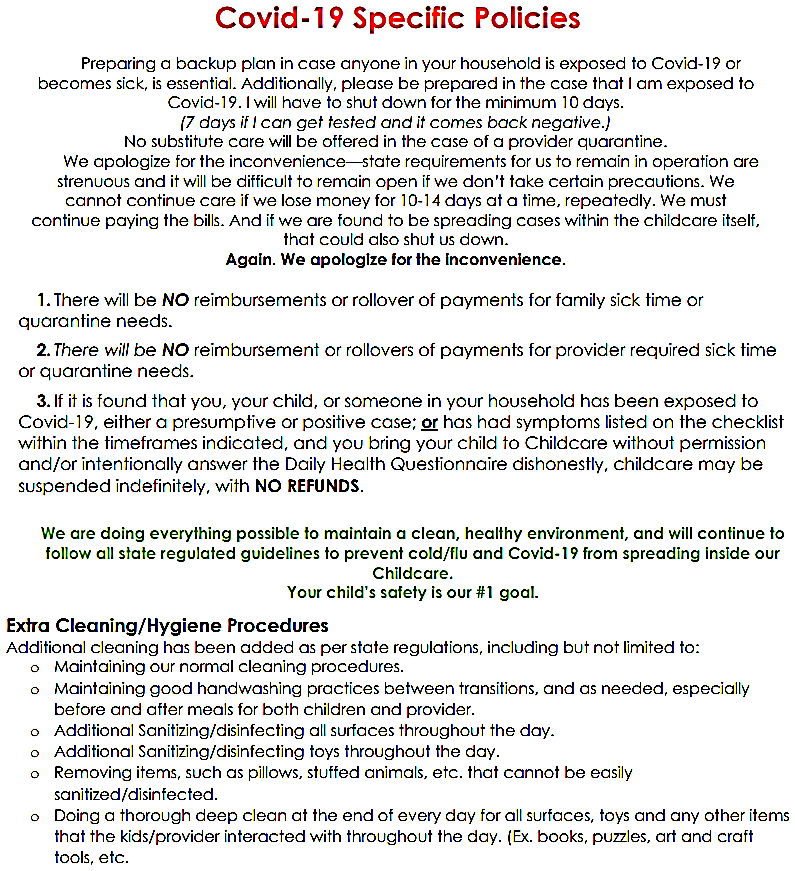 Covid-19 Specific Policies
Preparing a backup plan in case anyone in your household is exposed to Covid-19 or
becomes sick, is essential. Additionally, please be prepared in the case that I am exposed to
Covid-19. I will have to shut down for the minimum 10 days.
(7 days if I can get tested and it comes back negative.)
No substitute care will be offered in the case of a provider quarantine.
We apologize for the inconvenience—state requirements for us to remain in operation are
strenuous and it will be difficult to remain open if we don't take certain precautions. We
cannot continue care if we lose money for 10-14 days at a time, repeatedly. We must
continue paying the bills. And if we are found to be spreading cases within the childcare itself,
that could also shut us down.
Again. We apologize for the inconvenience.
1. There will be NO reimbursements or rollover of payments for family sick time or
quarantine needs.
2. There will be NO reimbursement or rollovers of payments for provider required sick time
or quarantine needs.
3. If it is found that you, your child, or someone in your household has been exposed to
Covid-19, either a presumptive or positive case; or has had symptoms listed on the checklist
within the timeframes indicated, and you bring your child to Childcare without permission
and/or intentionally answer the Daily Health Questionnaire dishonestly, childcare may be
suspended indefinitely, with NO REFUNDS.
We are doing everything possible to maintain a clean, healthy environment, and will continue to
follow all state regulated guidelines to prevent cold/flu and Covid-19 from spreading inside our
Childcare.
Your child's safety is our #1 goal.
Extra Cleaning/Hygiene Procedures
Additional cleaning has been added as per state regulations, including but not limited to:
o Maintaining our normal cleaning procedures.
o Maintaining good handwashing practices between transitions, and as needed, especially
before and after meals for both children and provider.
o Additional Sanitizing/disinfecting all surfaces throughout the day.
o Additional Sanitizing/disinfecting toys throughout the day.
o Removing items, such as pillows, stuffed animals, etc. that cannot be easily
sanitized/disinfected.
o Doing a thorough deep clean at the end of every day for all surfaces, toys and any other items
that the kids/provider interacted with throughout the day. (Ex. books, puzzles, art and craft
tools, etc.